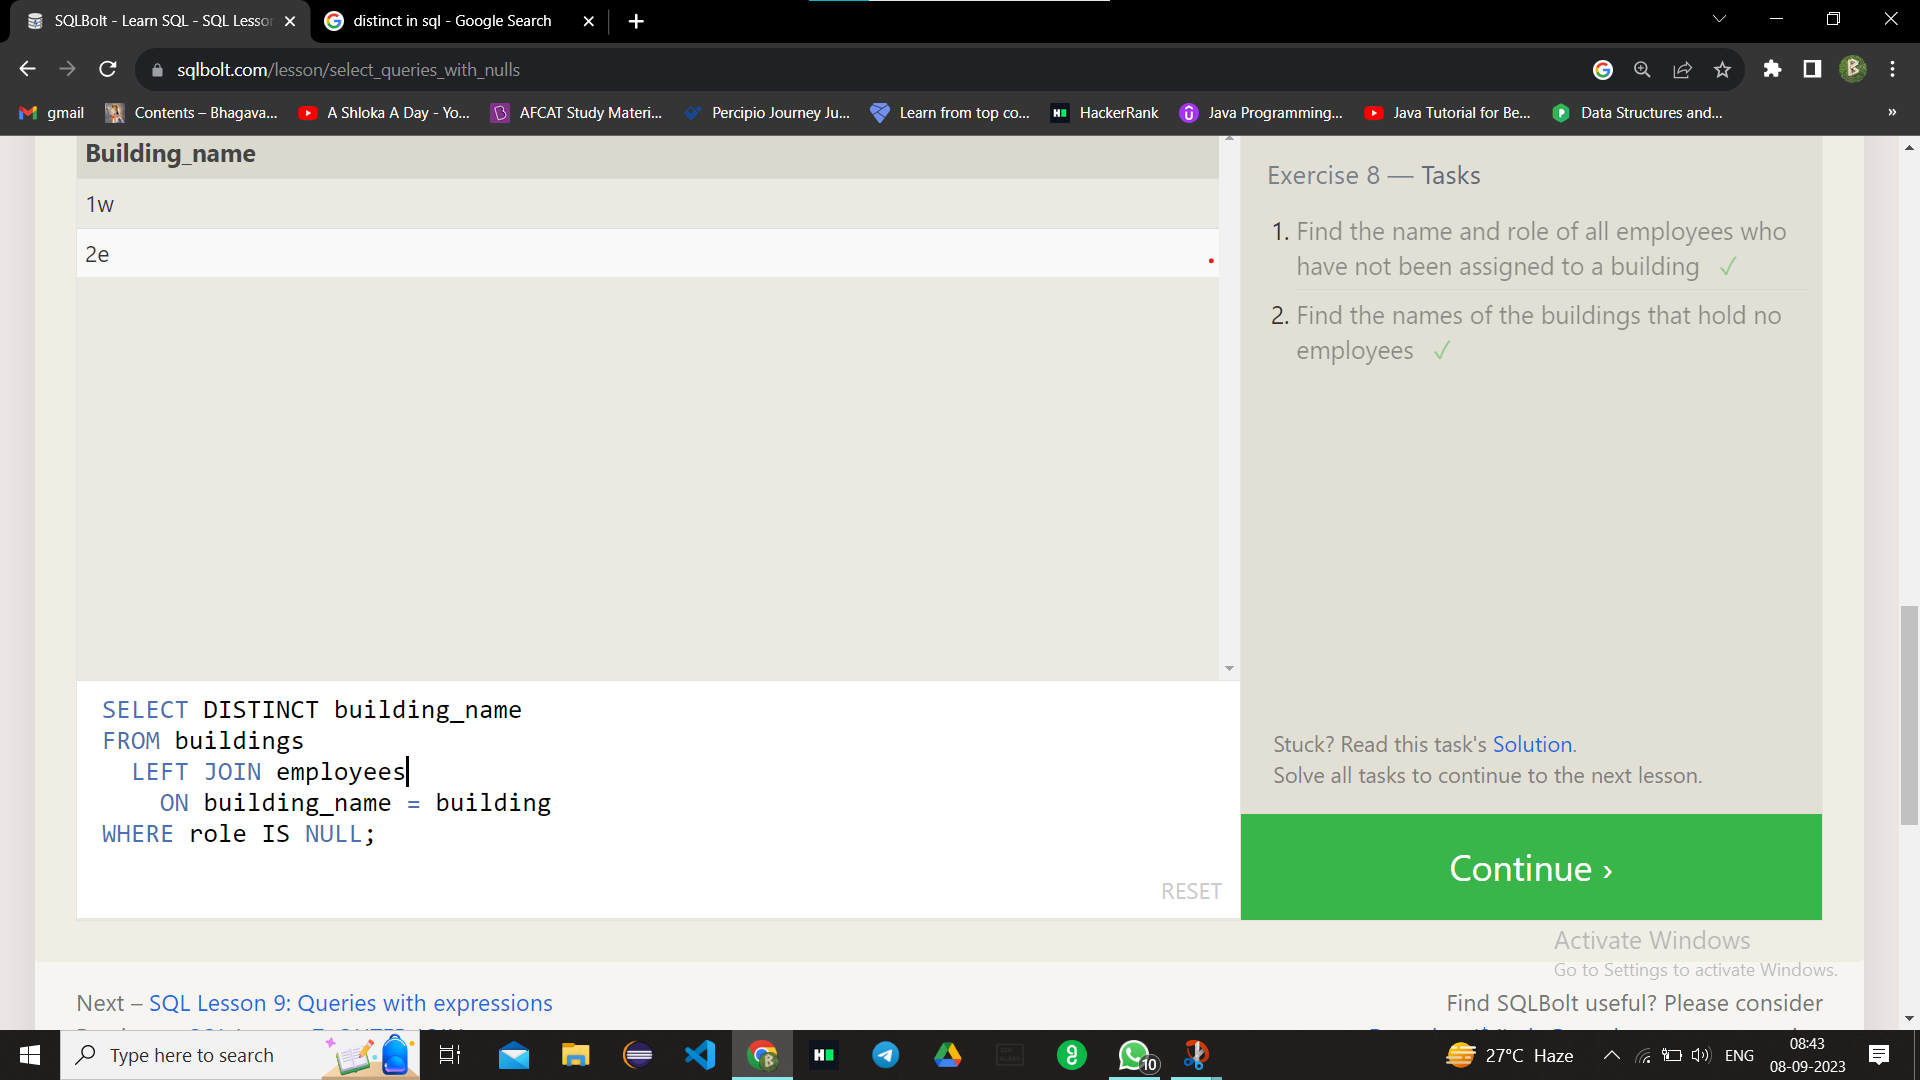 SQLBolt - Learn SQL - SQL Lesson
distinct in sql - Google Search
sqlbolt.com/lesson/select_queries_with_nulls
gmail
Contents – Bhagava...
A Shloka A Day - Yo...
AFCAT Study Materi...
Percipio Journey Ju...
Learn from top co...
HackerRank
Java Programming...
Java Tutorial for Be...
Data Structures and...
»
Building_name
1w
2e
Exercise 8 — Tasks
1. Find the name and role of all employees who
have not been assigned to a building ✓
2. Find the names of the buildings that hold no
employees ✓
SELECT DISTINCT building_name
FROM buildings
LEFT JOIN employees
ON building_name = building
WHERE role IS NULL;
RESET
Stuck? Read this task's Solution.
Solve all tasks to continue to the next lesson.
Continue ›
Activate Windows
Go to Settings to activate Windows.
Next – SQL Lesson 9: Queries with expressions
Find SQLBolt useful? Please consider
Type here to search
10
27°C Haze
ENG
08:43
08-09-2023